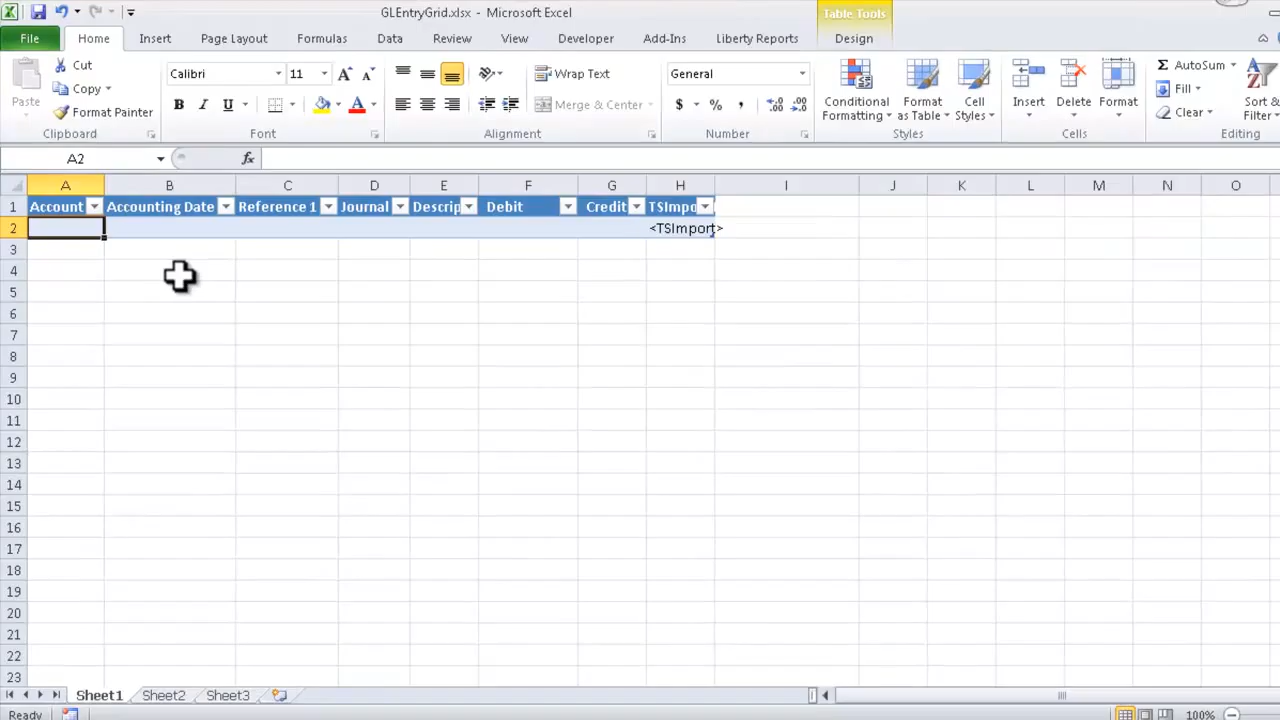 GLEntryGrid.xlsx - Microsoft Excel
Table Tools
File Home Insert Page Layout Formulas Data Review View Developer Add-Ins Liberty Reports Design
Paste
Cut
Copy
Format Painter
Clipboard
Calibri 11
B I U
Font
Wrap Text
Merge & Center
Alignment
General
$ % ,
Number
Conditional Formatting
Format as Table
Cell Styles
Styles
Insert Delete Format
Cells
Σ AutoSum
Fill
Clear
Sort & Filter
Editing
A2 fx
A B C D E F G H I J K L M N O
1 Account Accounting Date Reference 1 Journal Descrip Debit Credit TSImpo
2 <TSImport>
3
4
5
6
7
8
9
10
11
12
13
14
15
16
17
18
19
20
21
22
23
Sheet1 Sheet2 Sheet3
Ready 100%